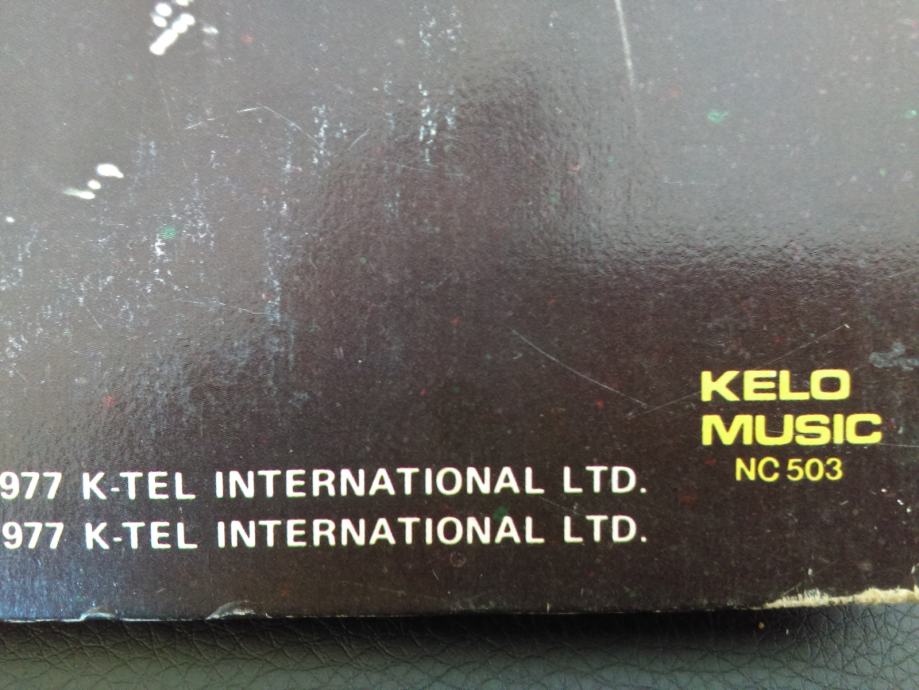 KELO
MUSIC
NC 503
977 K-TEL INTERNATIONAL LTD.
977 K-TEL INTERNATIONAL LTD.